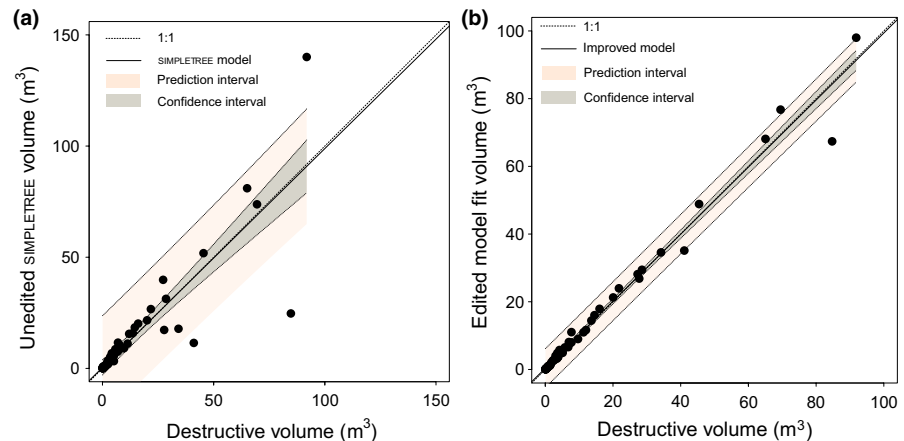 (a)
150
100
50
0
Unedited SIMPLETREE volume (m³)
1:1
SIMPLETREE model
Prediction interval
Confidence interval
0 50 100 150
Destructive volume (m³)
(b)
100
80
60
40
20
0
Edited model fit volume (m³)
1:1
Improved model
Prediction interval
Confidence interval
0 20 40 60 80 100
Destructive volume (m³)